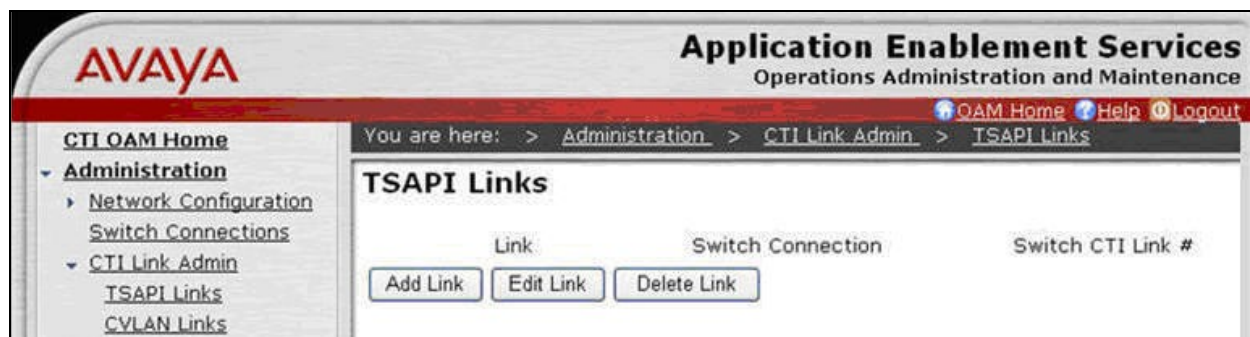 AVAYA
Application Enablement Services
Operations Administration and Maintenance
OAM Home Help Logout
CTI OAM Home
Administration
Network Configuration
Switch Connections
CTI Link Admin
TSAPI Links
CVLAN Links
You are here: > Administration > CTI Link Admin > TSAPI Links
TSAPI Links
Link Switch Connection Switch CTI Link #
Add Link Edit Link Delete Link